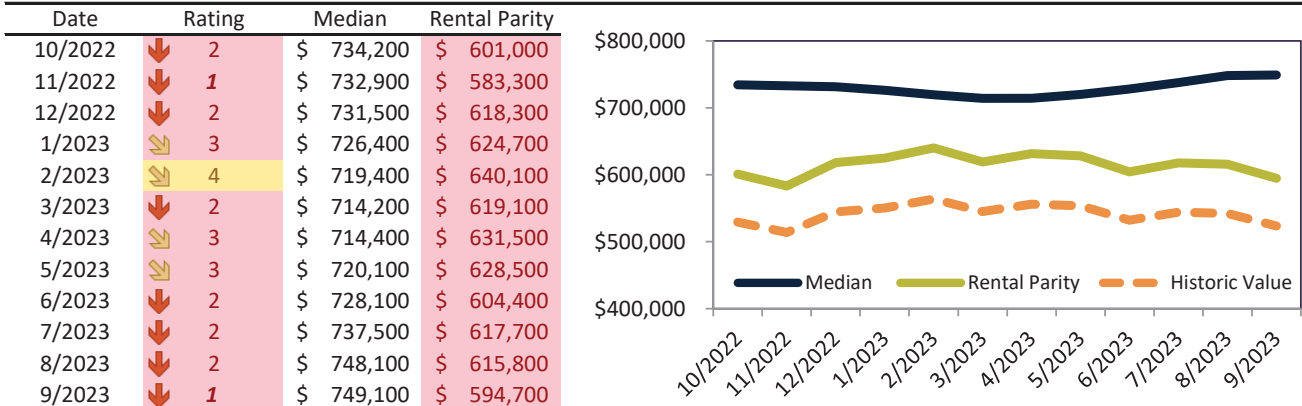 Date Rating Median Rental Parity
10/2022 2 $ 734,200 $ 601,000
11/2022 1 $ 732,900 $ 583,300
12/2022 2 $ 731,500 $ 618,300
1/2023 3 $ 726,400 $ 624,700
2/2023 4 $ 719,400 $ 640,100
3/2023 2 $ 714,200 $ 619,100
4/2023 3 $ 714,400 $ 631,500
5/2023 3 $ 720,100 $ 628,500
6/2023 2 $ 728,100 $ 604,400
7/2023 2 $ 737,500 $ 617,700
8/2023 2 $ 748,100 $ 615,800
9/2023 1 $ 749,100 $ 594,700
$800,000
$700,000
$600,000
$500,000
$400,000
Median Rental Parity Historic Value
10/2022 11/2022 12/2022 1/2023 2/2023 3/2023 4/2023 5/2023 6/2023 7/2023 8/2023 9/2023